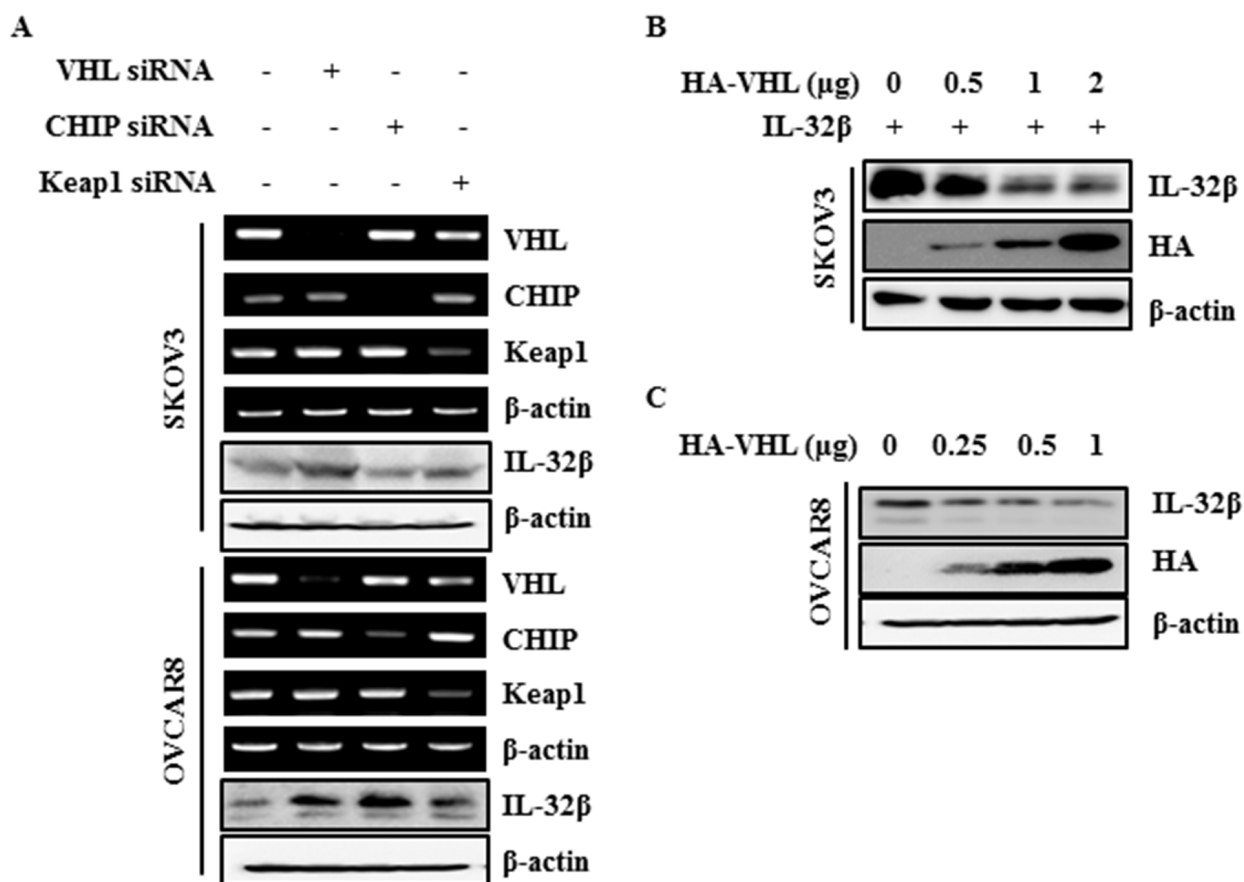 A
VHL siRNA - + - -
CHIP siRNA - - + -
Keap1 siRNA - - - +
SKOV3
VHL
CHIP
Keap1
β-actin
IL-32β
β-actin
OVCAR8
VHL
CHIP
Keap1
β-actin
IL-32β
β-actin
B
HA-VHL (μg) 0 0.5 1 2
IL-32β + + + +
SKOV3
IL-32β
HA
β-actin
C
HA-VHL (μg) 0 0.25 0.5 1
OVCAR8
IL-32β
HA
β-actin